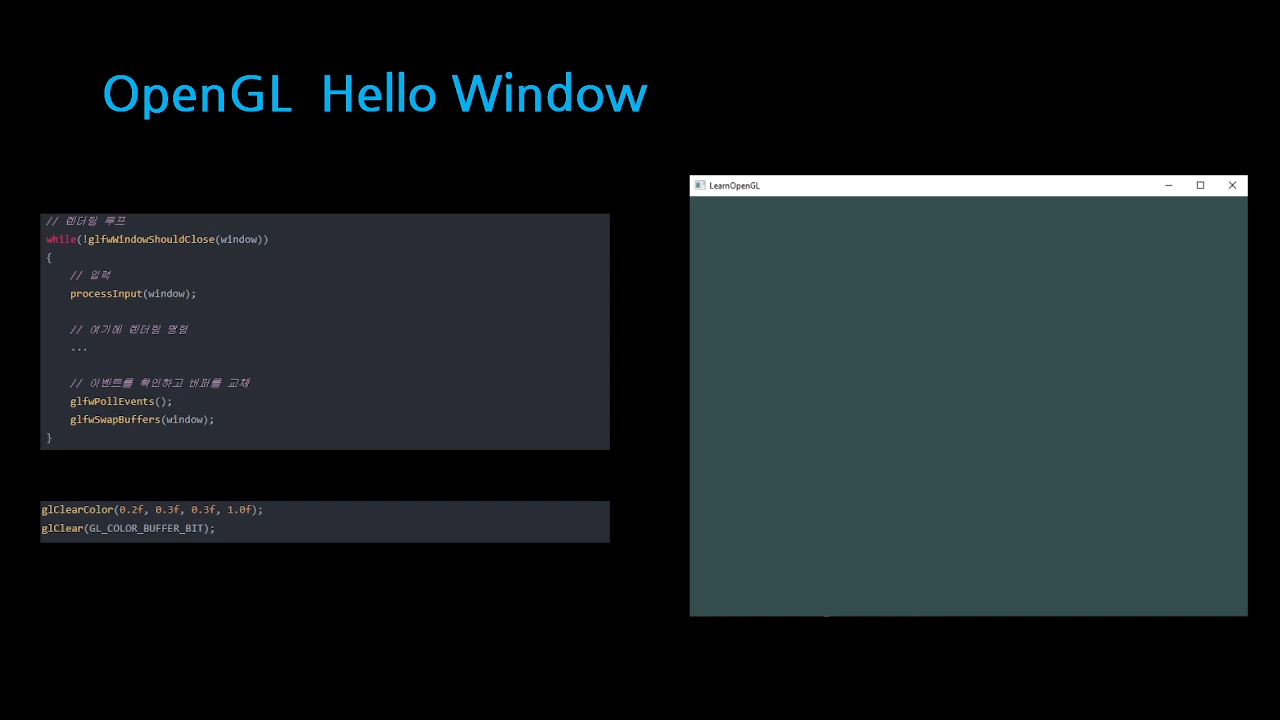 OpenGL Hello Window
// 렌더링 루프
while(!glfwWindowShouldClose(window))
{
// 입력
processInput(window);
// 여기에 렌더링 명령
...
// 이벤트를 확인하고 버퍼를 교체
glfwPollEvents();
glfwSwapBuffers(window);
}
glClearColor(0.2f, 0.3f, 0.3f, 1.0f);
glClear(GL_COLOR_BUFFER_BIT);
LearnOpenGL